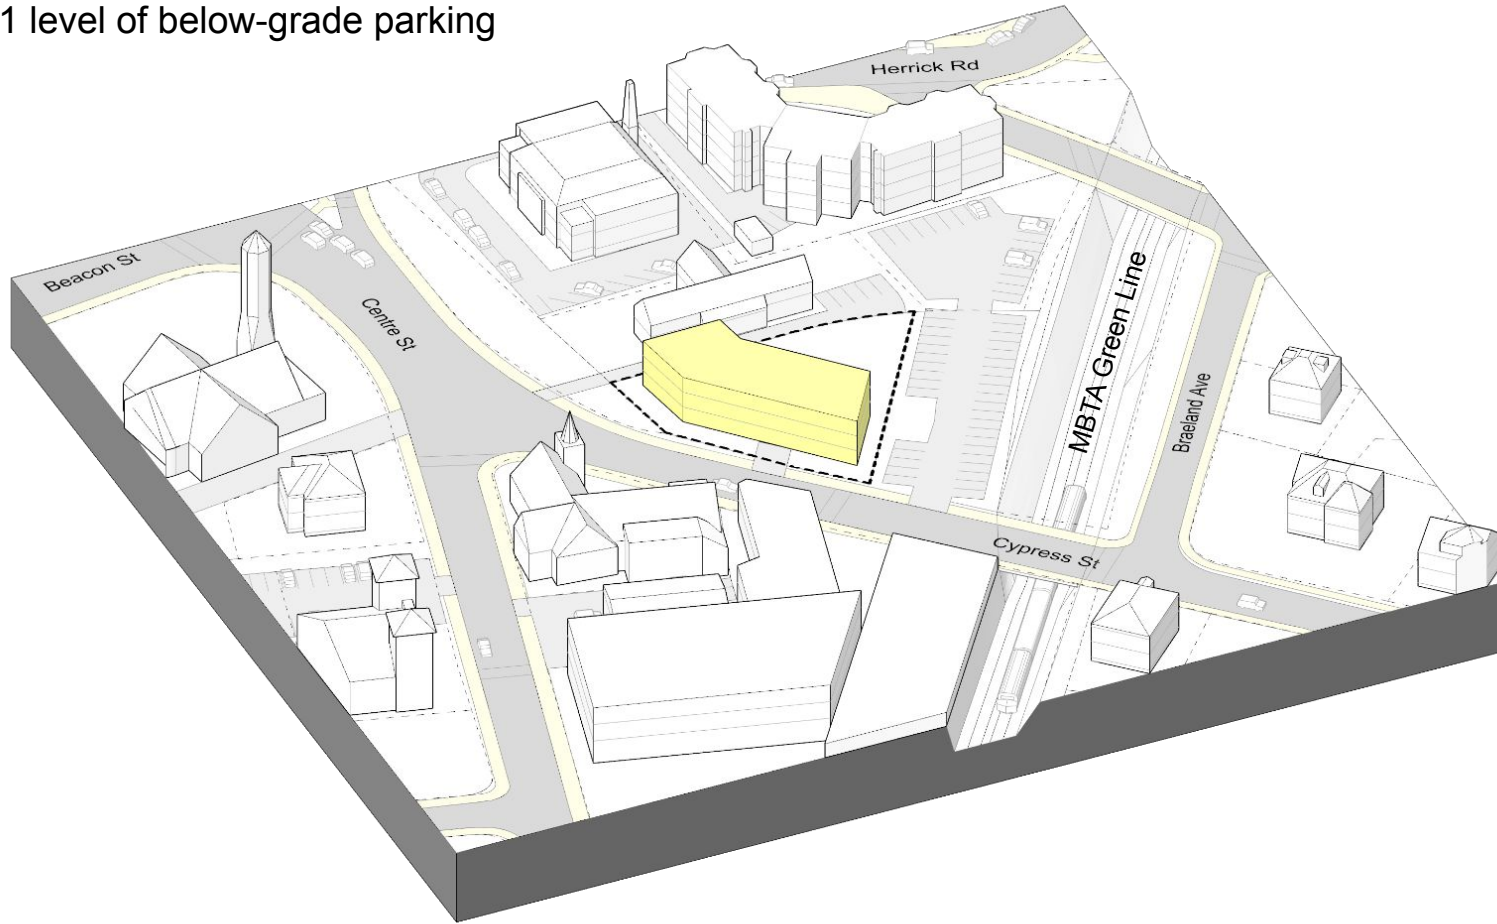 1 level of below-grade parking
Herrick Rd
Beacon St
Centre St
MBTA Green Line
Braeland Ave
Cypress St